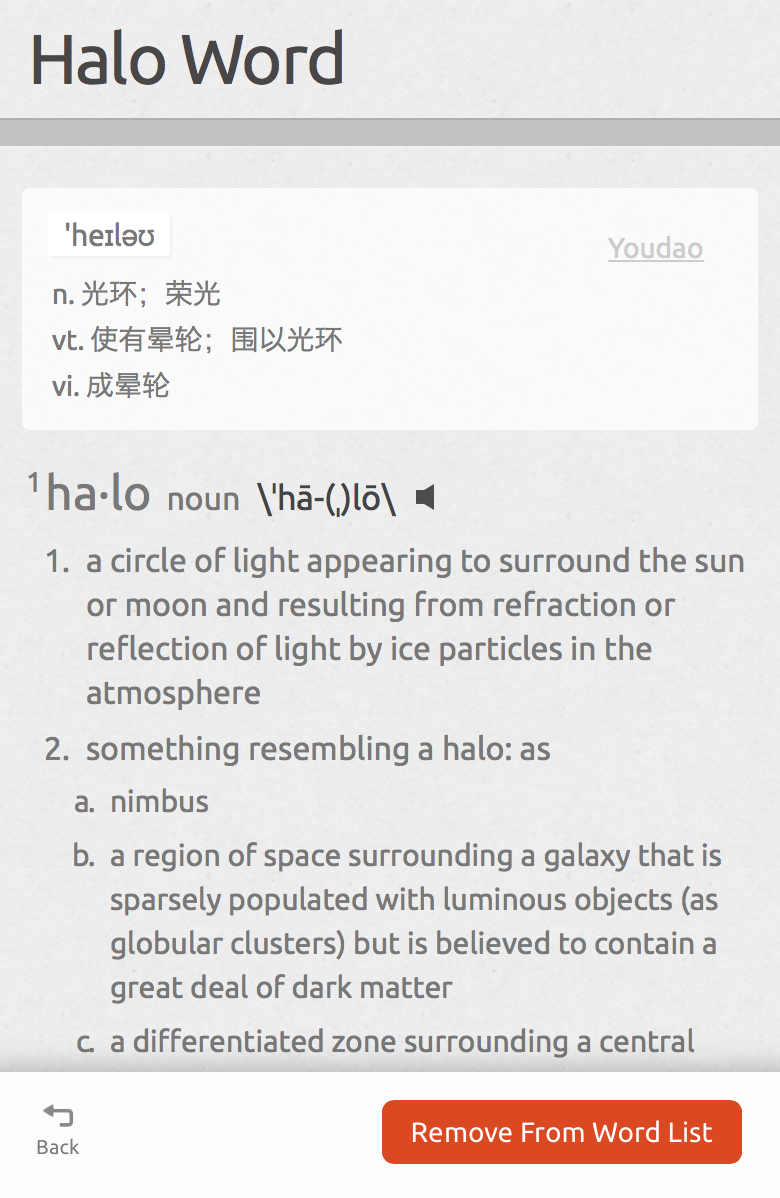 Halo Word
'heɪləʊ
Youdao
n. 光环；荣光
vt. 使有晕轮；围以光环
vi. 成晕轮
¹ha·lo noun \ˈhā-(ˌ)lō\
1. a circle of light appearing to surround the sun
or moon and resulting from refraction or
reflection of light by ice particles in the
atmosphere
2. something resembling a halo: as
a. nimbus
b. a region of space surrounding a galaxy that is
sparsely populated with luminous objects (as
globular clusters) but is believed to contain a
great deal of dark matter
c. a differentiated zone surrounding a central
Back
Remove From Word List